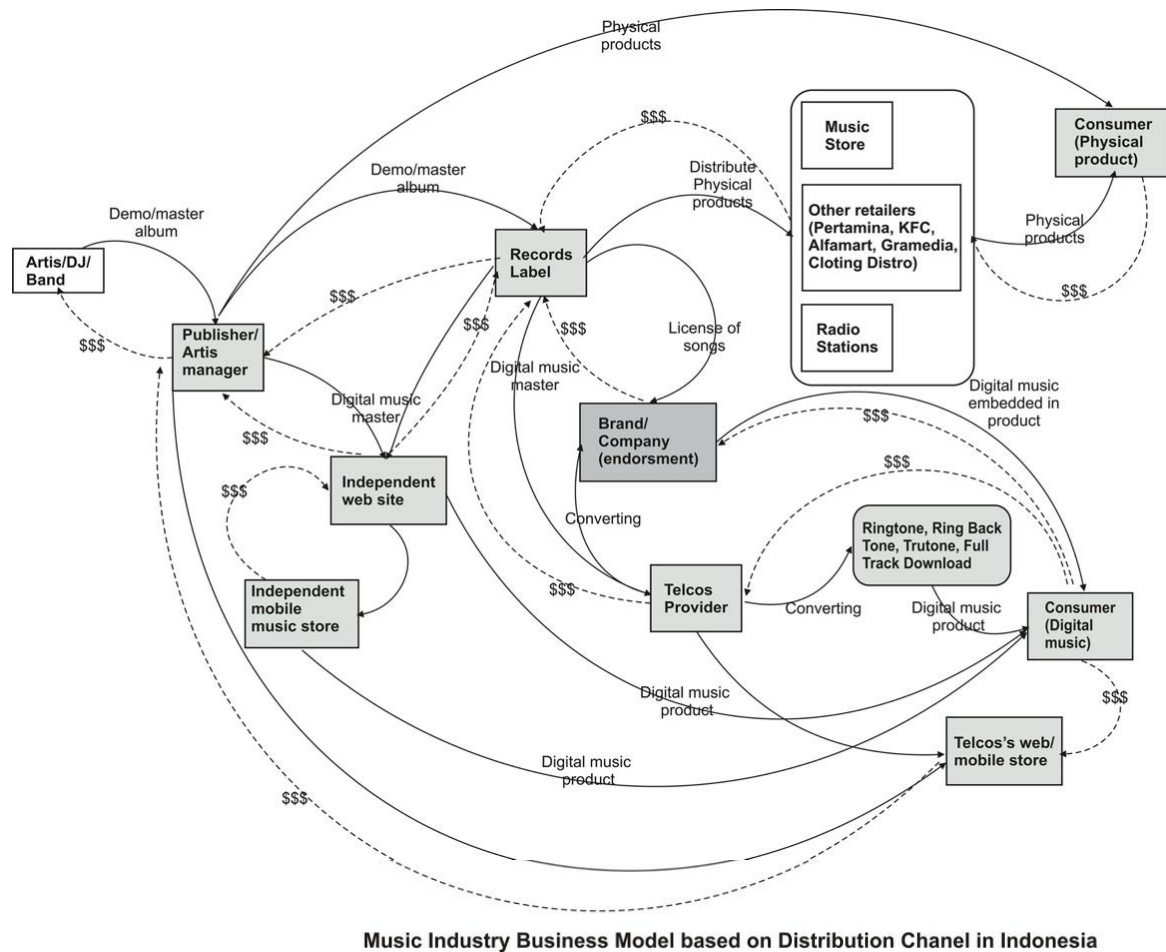 Physical
products
$$$
Music
Store
Consumer
(Physical
product)
Demo/master
album
Distribute
Physical
products
Demo/master
album
Other retailers
(Pertamina, KFC,
Alfamart, Gramedia,
Cloting Distro)
Physical
products
Artis/DJ/
Band
Records
Label
$$$
$$$
$$$
Publisher/
Artis
manager
$$$
$$$
$$$
License of
songs
Radio
Stations
Digital music
master
Digital music
embedded in
product
Digital music
master
$$$
Brand/
Company
(endorsment)
$$$
$$$
Independent
web site
$$$
Converting
Ringtone, Ring Back
Tone, Trutone, Full
Track Download
Independent
mobile
music store
$$$
Telcos
Provider
Converting
Digital music
product
Consumer
(Digital
music)
Digital music
product
$$$
Telcos's web/
mobile store
Digital music
product
$$$
Music Industry Business Model based on Distribution Chanel in Indonesia